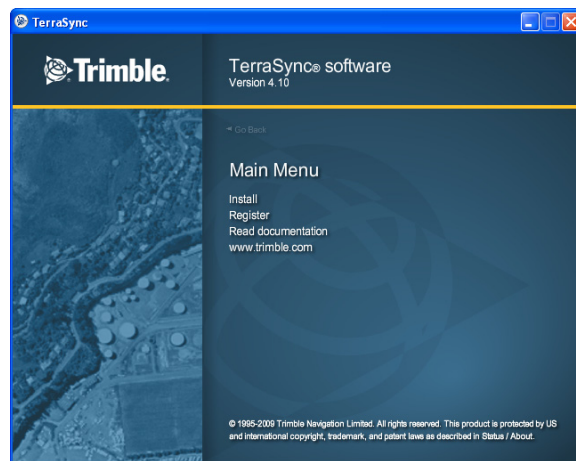 TerraSync
Trimble.
TerraSync® software
Version 4.10
Go Back
Main Menu
Install
Register
Read documentation
www.trimble.com
© 1995-2009 Trimble Navigation Limited. All rights reserved. This product is protected by US
and international copyright, trademark, and patent laws as described in Status / About.